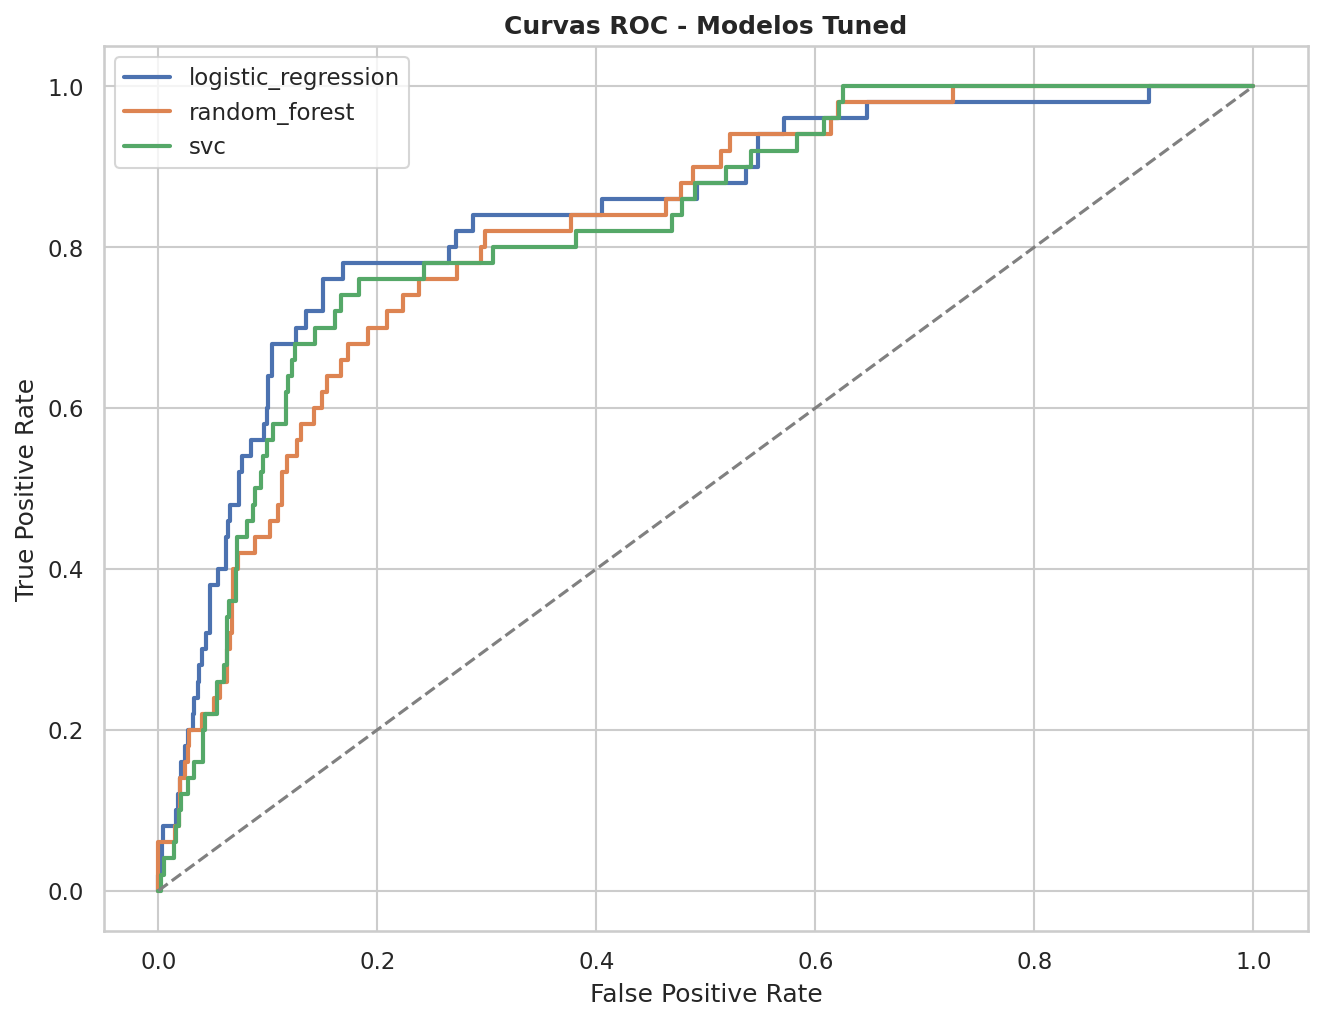 Curvas ROC - Modelos Tuned
logistic_regression
random_forest
svc
True Positive Rate
1.0
0.8
0.6
0.4
0.2
0.0
0.0 0.2 0.4 0.6 0.8 1.0
False Positive Rate